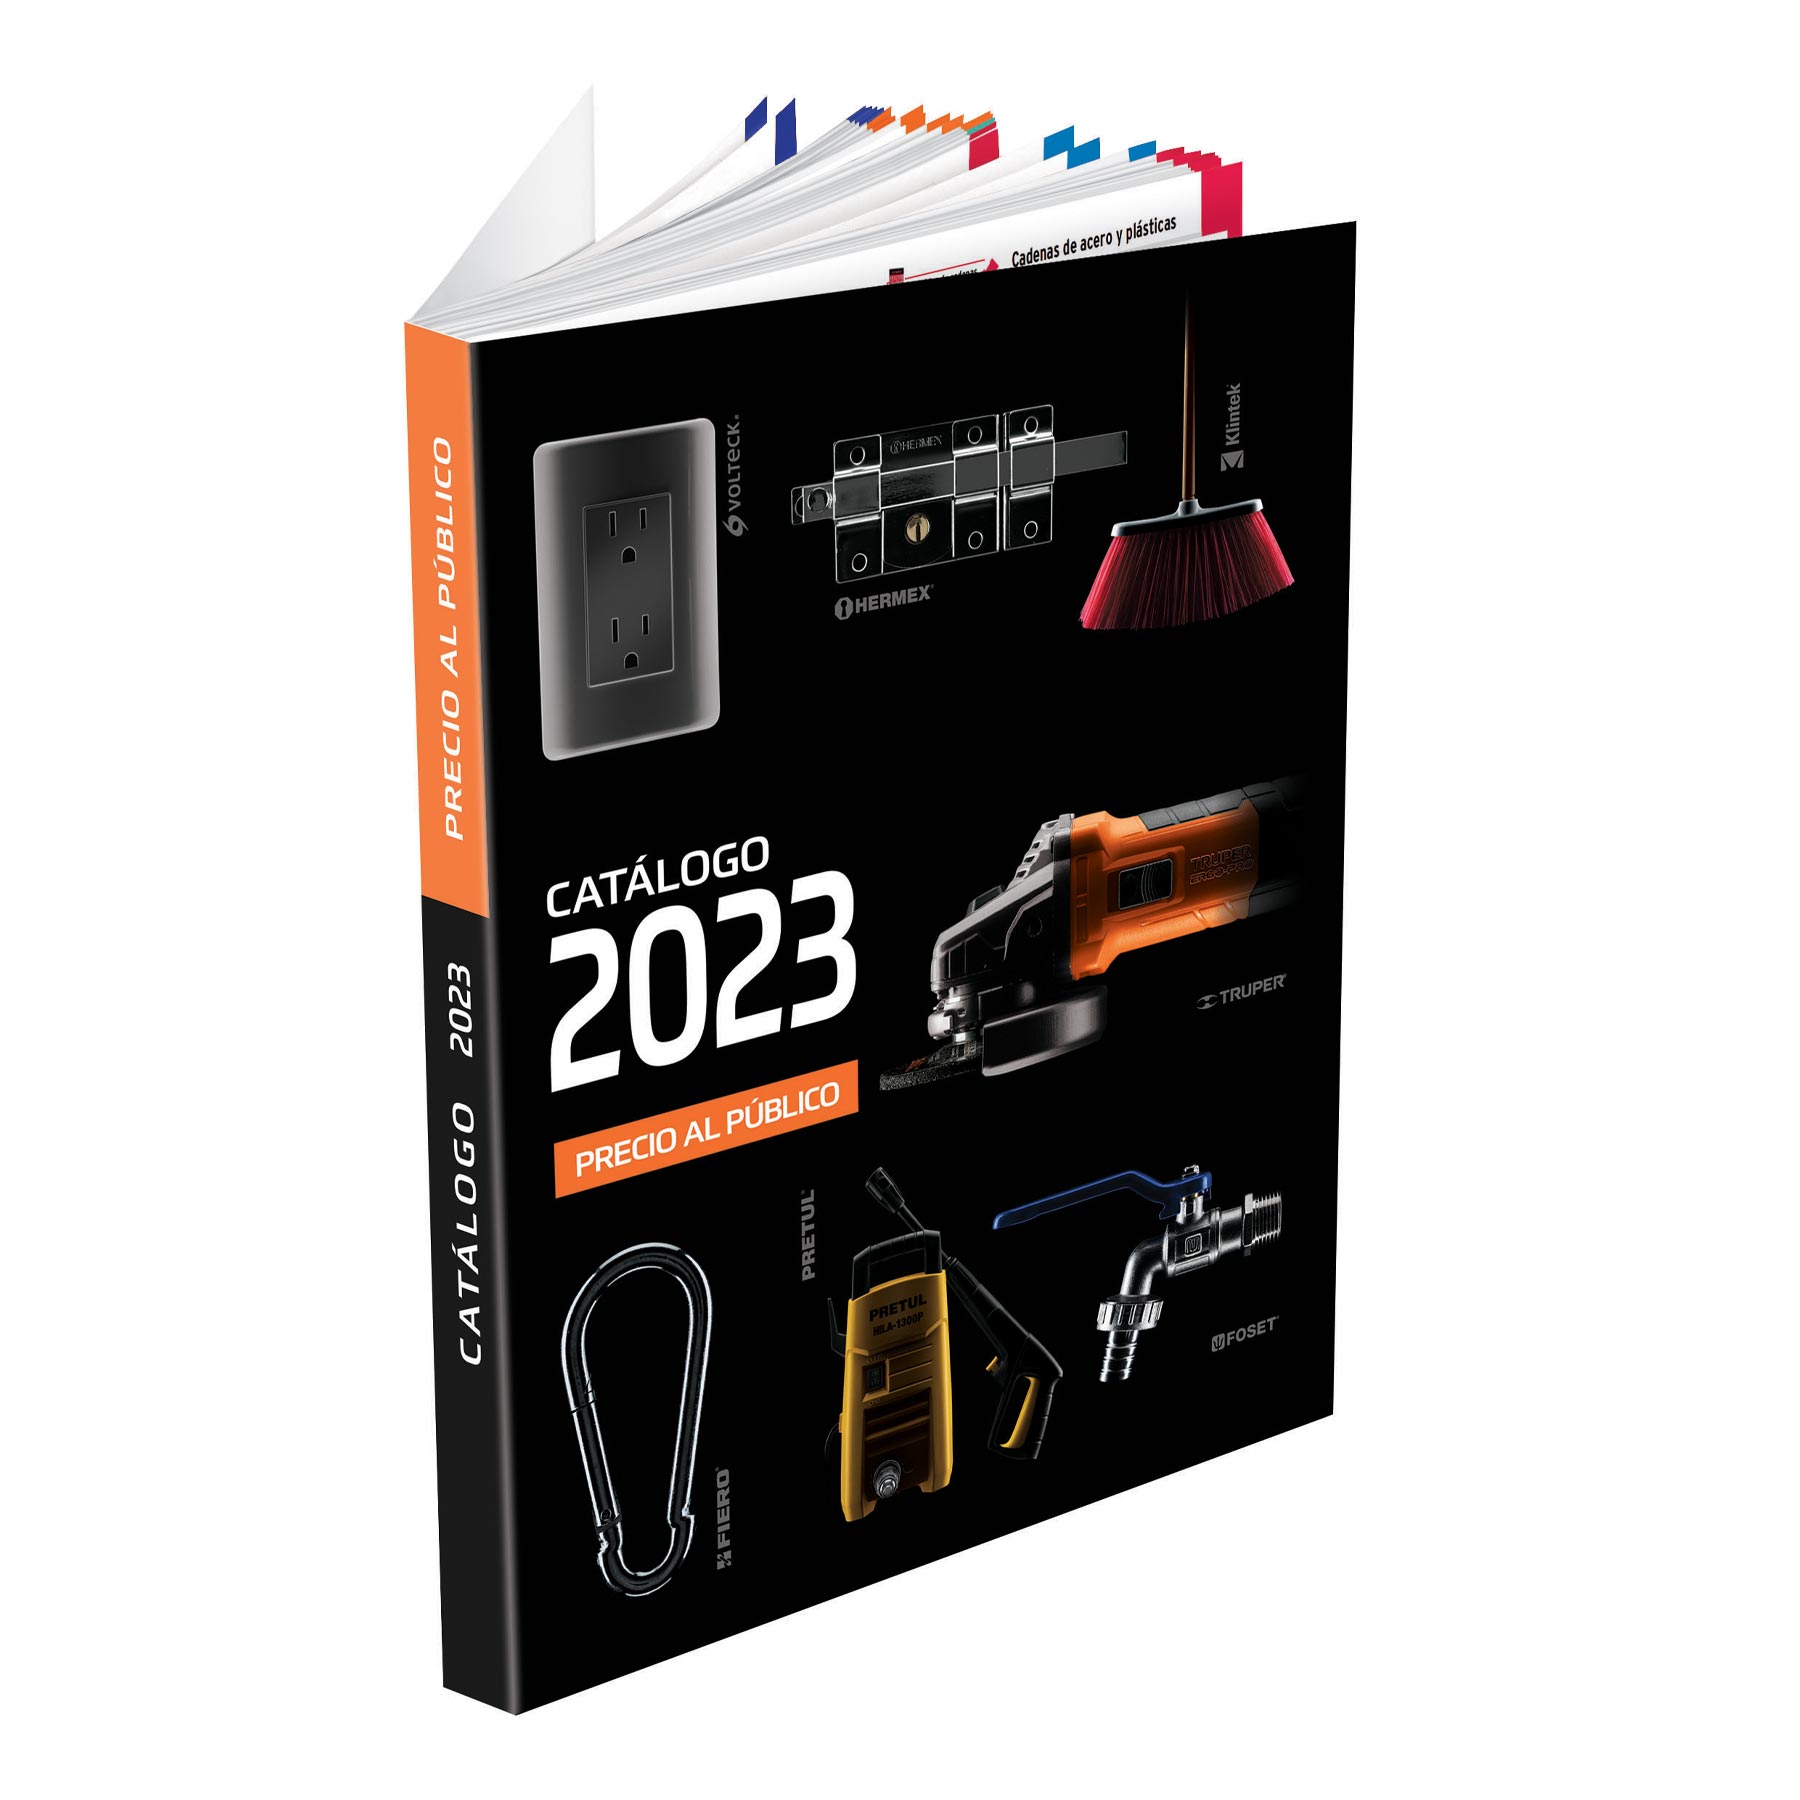 Cadenas de acero y plásticas
PRECIO AL PÚBLICO
CATÁLOGO 2023
VOLTECK®
HERMEX
HERMEX®
Klintek®
CATÁLOGO
2023
PRECIO AL PÚBLICO
TRUPER
ERGO-PRO
TRUPER®
PRETUL®
PRETUL
NILA-1300P
FOSET®
FIERO®